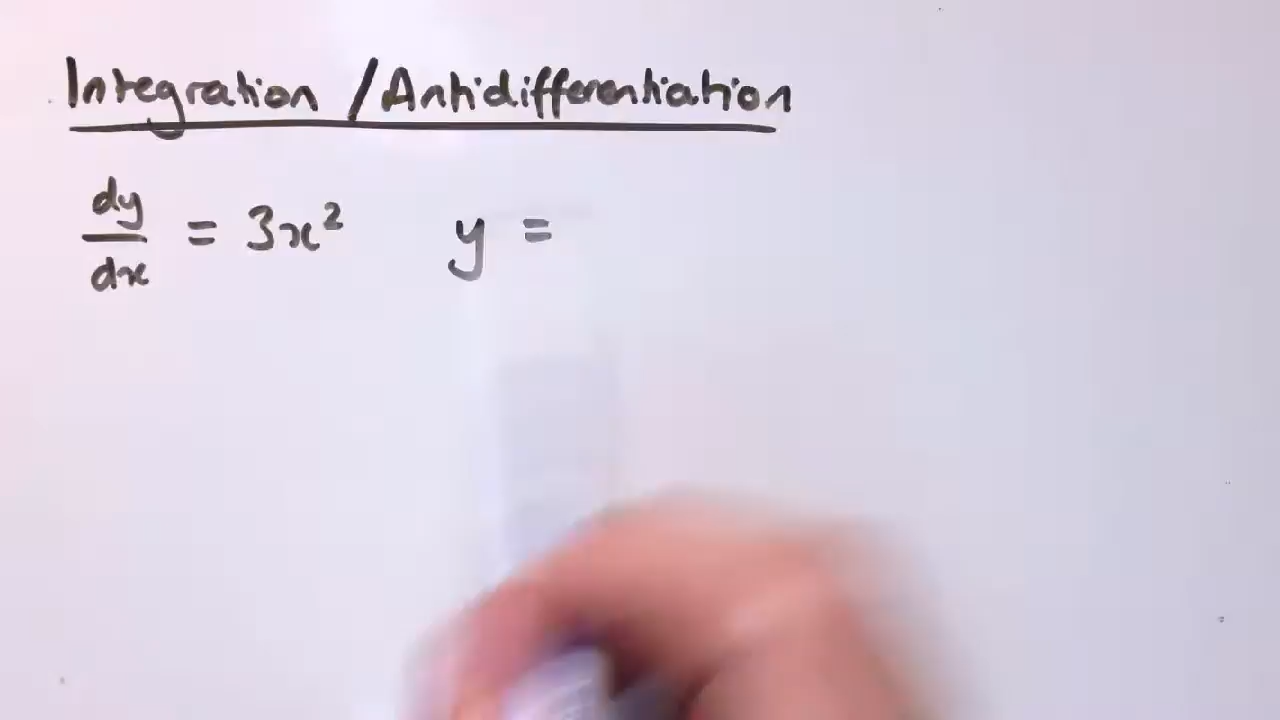 Integration / Antidifferentiation
dy/dx = 3x² y =